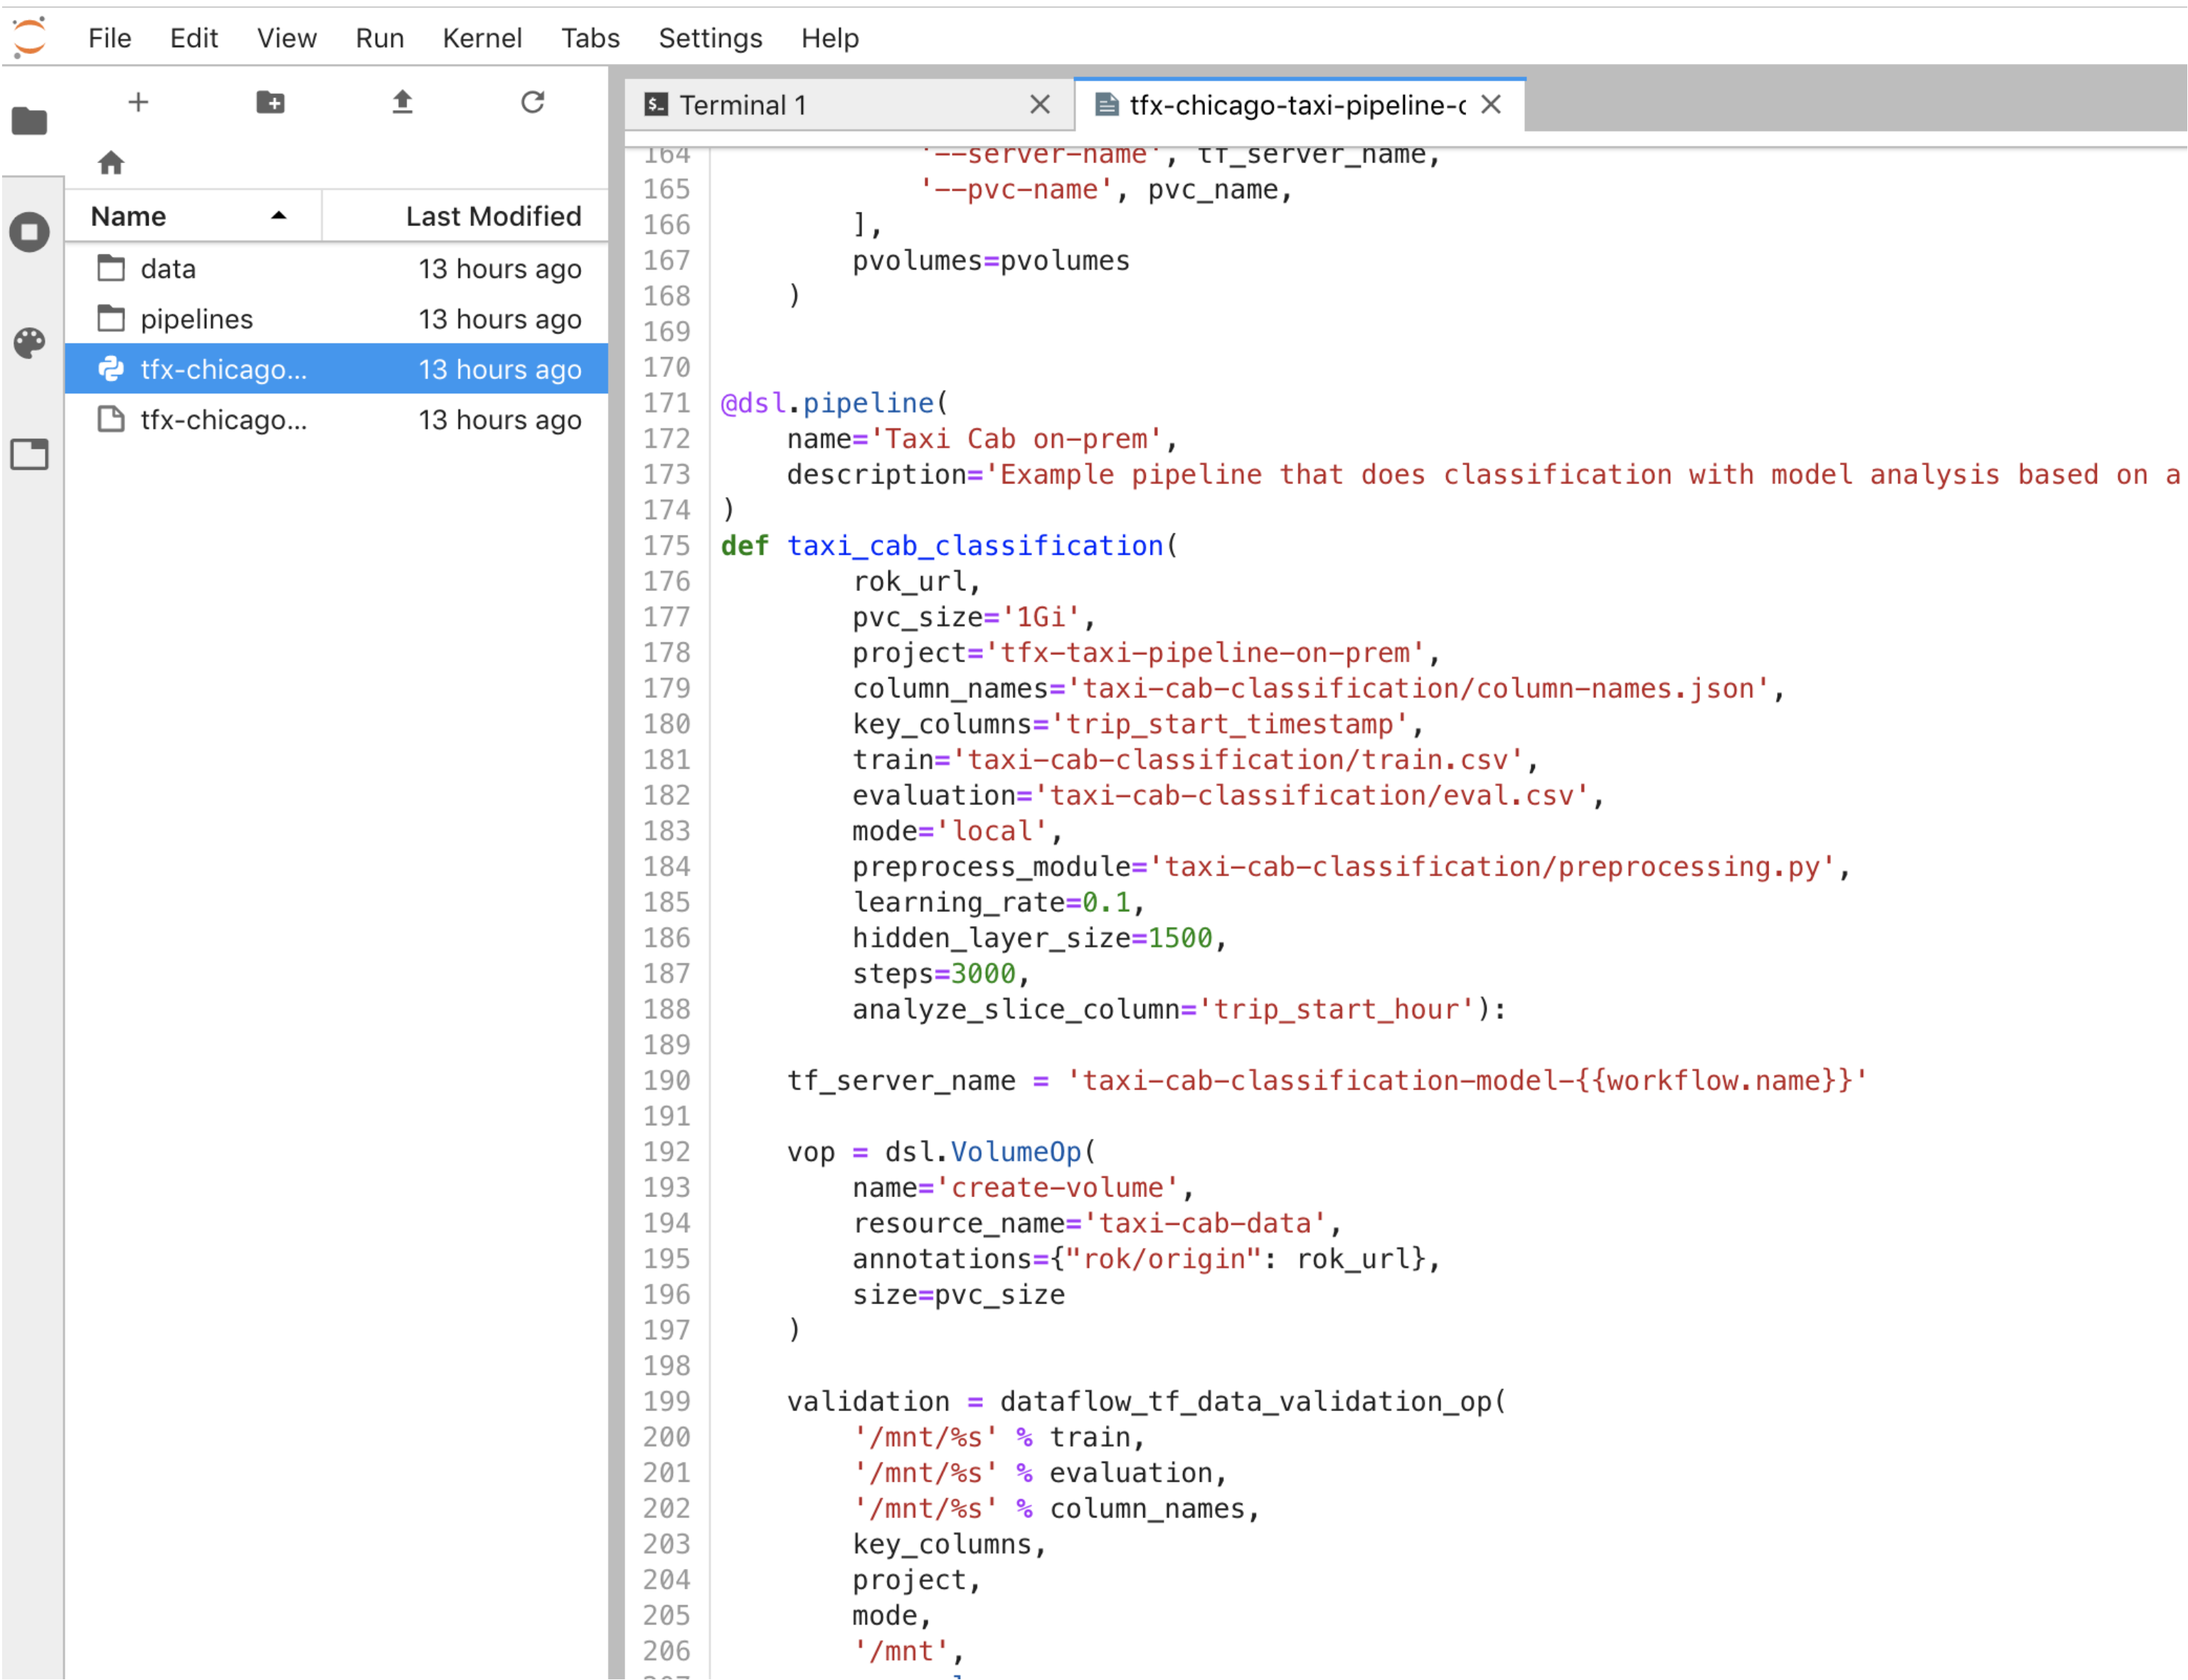 File Edit View Run Kernel Tabs Settings Help
Name Last Modified
data 13 hours ago
pipelines 13 hours ago
tfx-chicago... 13 hours ago
tfx-chicago... 13 hours ago
Terminal 1
tfx-chicago-taxi-pipeline-c
164 '--server-name', tf_server_name,
165 '--pvc-name', pvc_name,
166 ],
167 pvolumes=pvolumes
168 )
169
170
171 @dsl.pipeline(
172 name='Taxi Cab on-prem',
173 description='Example pipeline that does classification with model analysis based on a
174 )
175 def taxi_cab_classification(
176 rok_url,
177 pvc_size='1Gi',
178 project='tfx-taxi-pipeline-on-prem',
179 column_names='taxi-cab-classification/column-names.json',
180 key_columns='trip_start_timestamp',
181 train='taxi-cab-classification/train.csv',
182 evaluation='taxi-cab-classification/eval.csv',
183 mode='local',
184 preprocess_module='taxi-cab-classification/preprocessing.py',
185 learning_rate=0.1,
186 hidden_layer_size=1500,
187 steps=3000,
188 analyze_slice_column='trip_start_hour'):
189
190 tf_server_name = 'taxi-cab-classification-model-{{workflow.name}}'
191
192 vop = dsl.VolumeOp(
193 name='create-volume',
194 resource_name='taxi-cab-data',
195 annotations={"rok/origin": rok_url},
196 size=pvc_size
197 )
198
199 validation = dataflow_tf_data_validation_op(
200 '/mnt/%s' % train,
201 '/mnt/%s' % evaluation,
202 '/mnt/%s' % column_names,
203 key_columns,
204 project,
205 mode,
206 '/mnt',